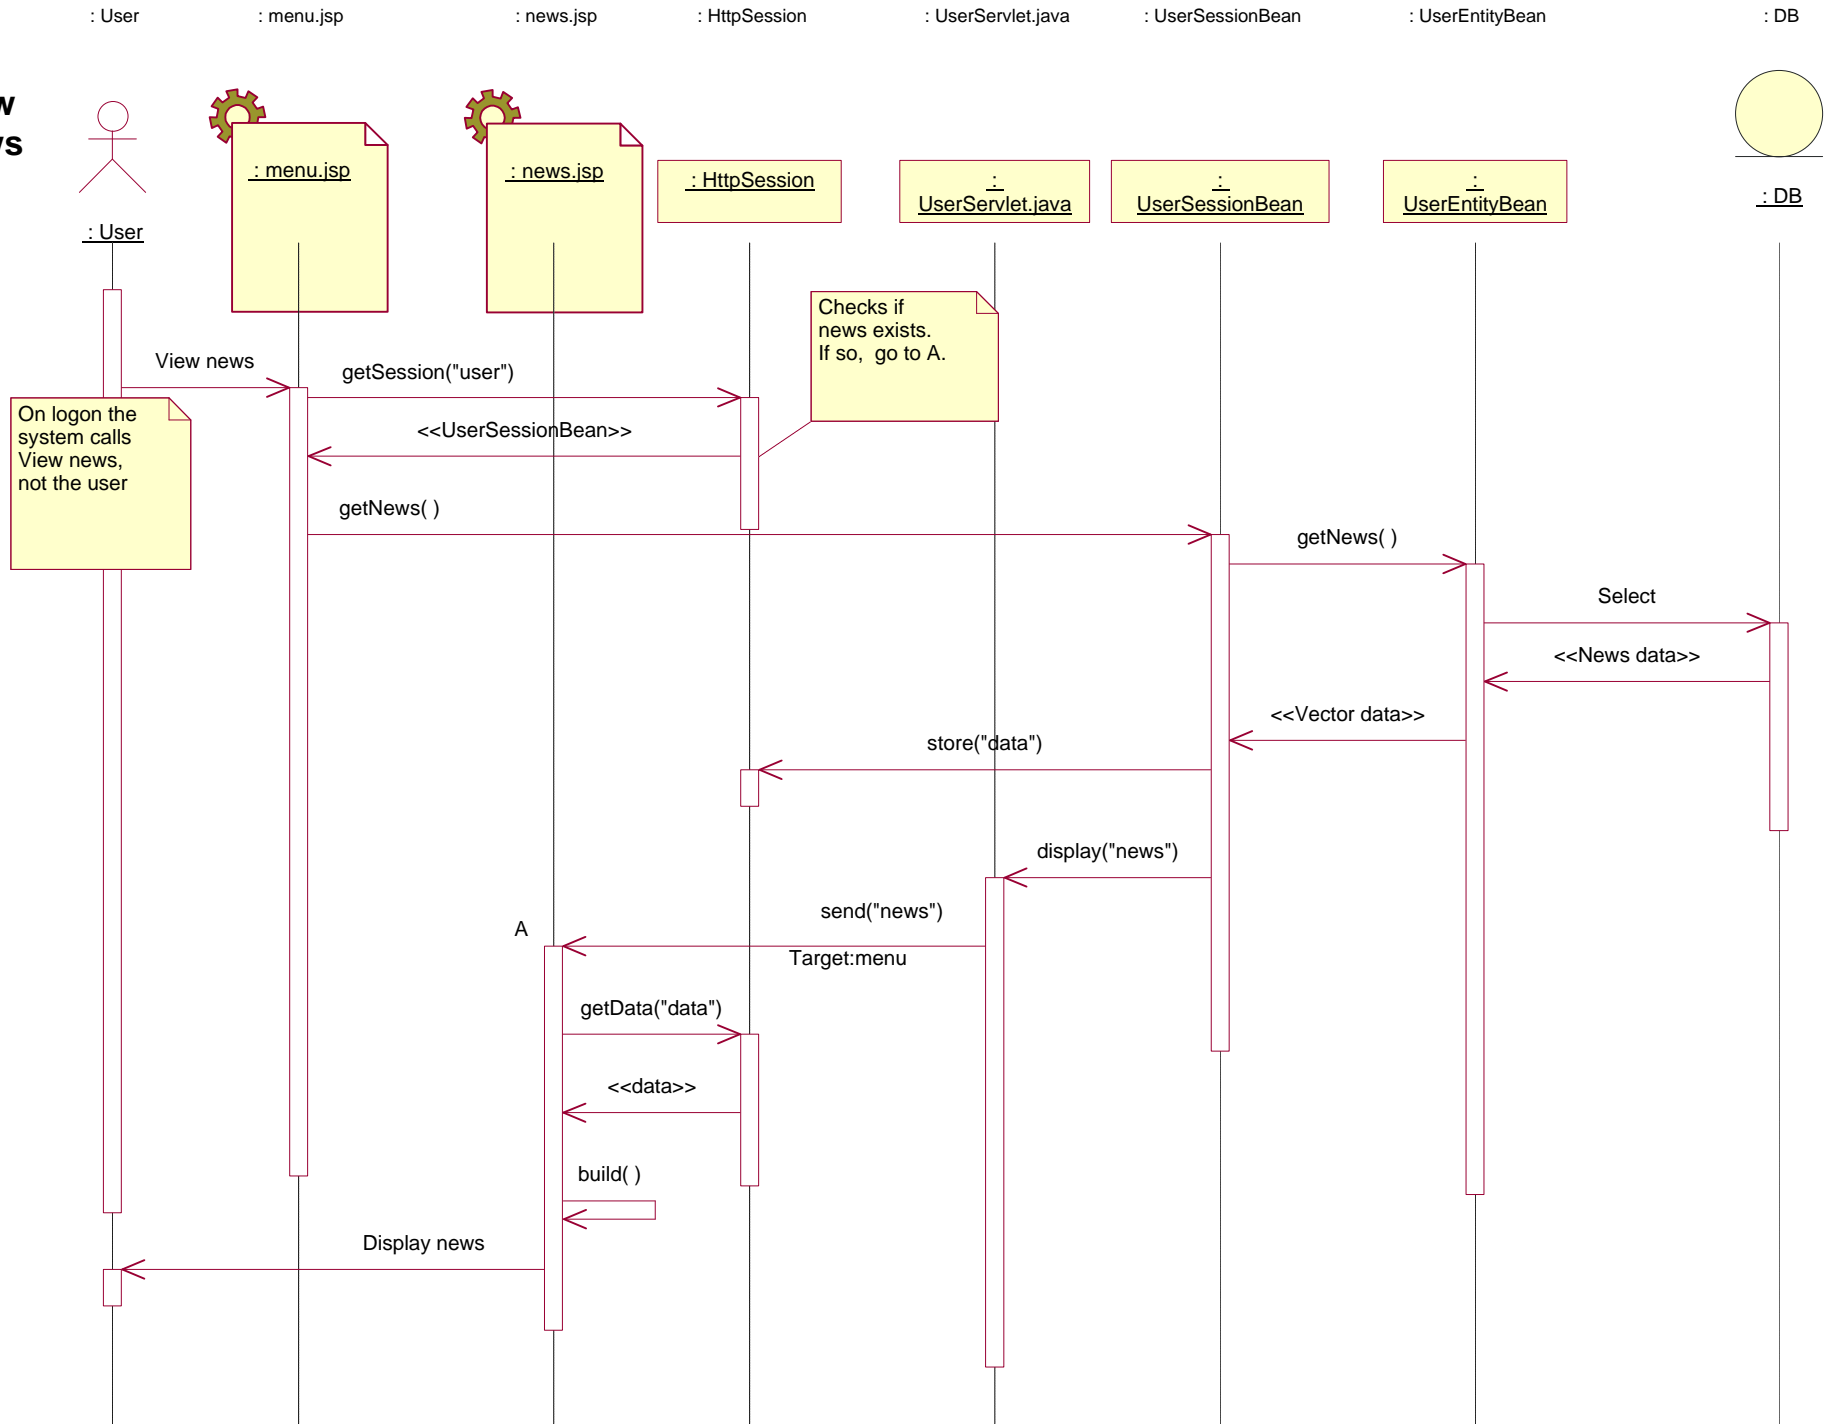 : User : menu.jsp : news.jsp : HttpSession : UserServlet.java : UserSessionBean : UserEntityBean : DB
w
vs
: menu.jsp
: news.jsp
: HttpSession
:
UserServlet.java
:
UserSessionBean
:
UserEntityBean
: DB
: User
Checks if
news exists.
If so, go to A.
View news
getSession("user")
On logon the
system calls
View news,
not the user
<<UserSessionBean>>
getNews( )
getNews( )
Select
<<News data>>
<<Vector data>>
store("data")
display("news")
send("news")
A
Target:menu
getData("data")
<<data>>
build( )
Display news